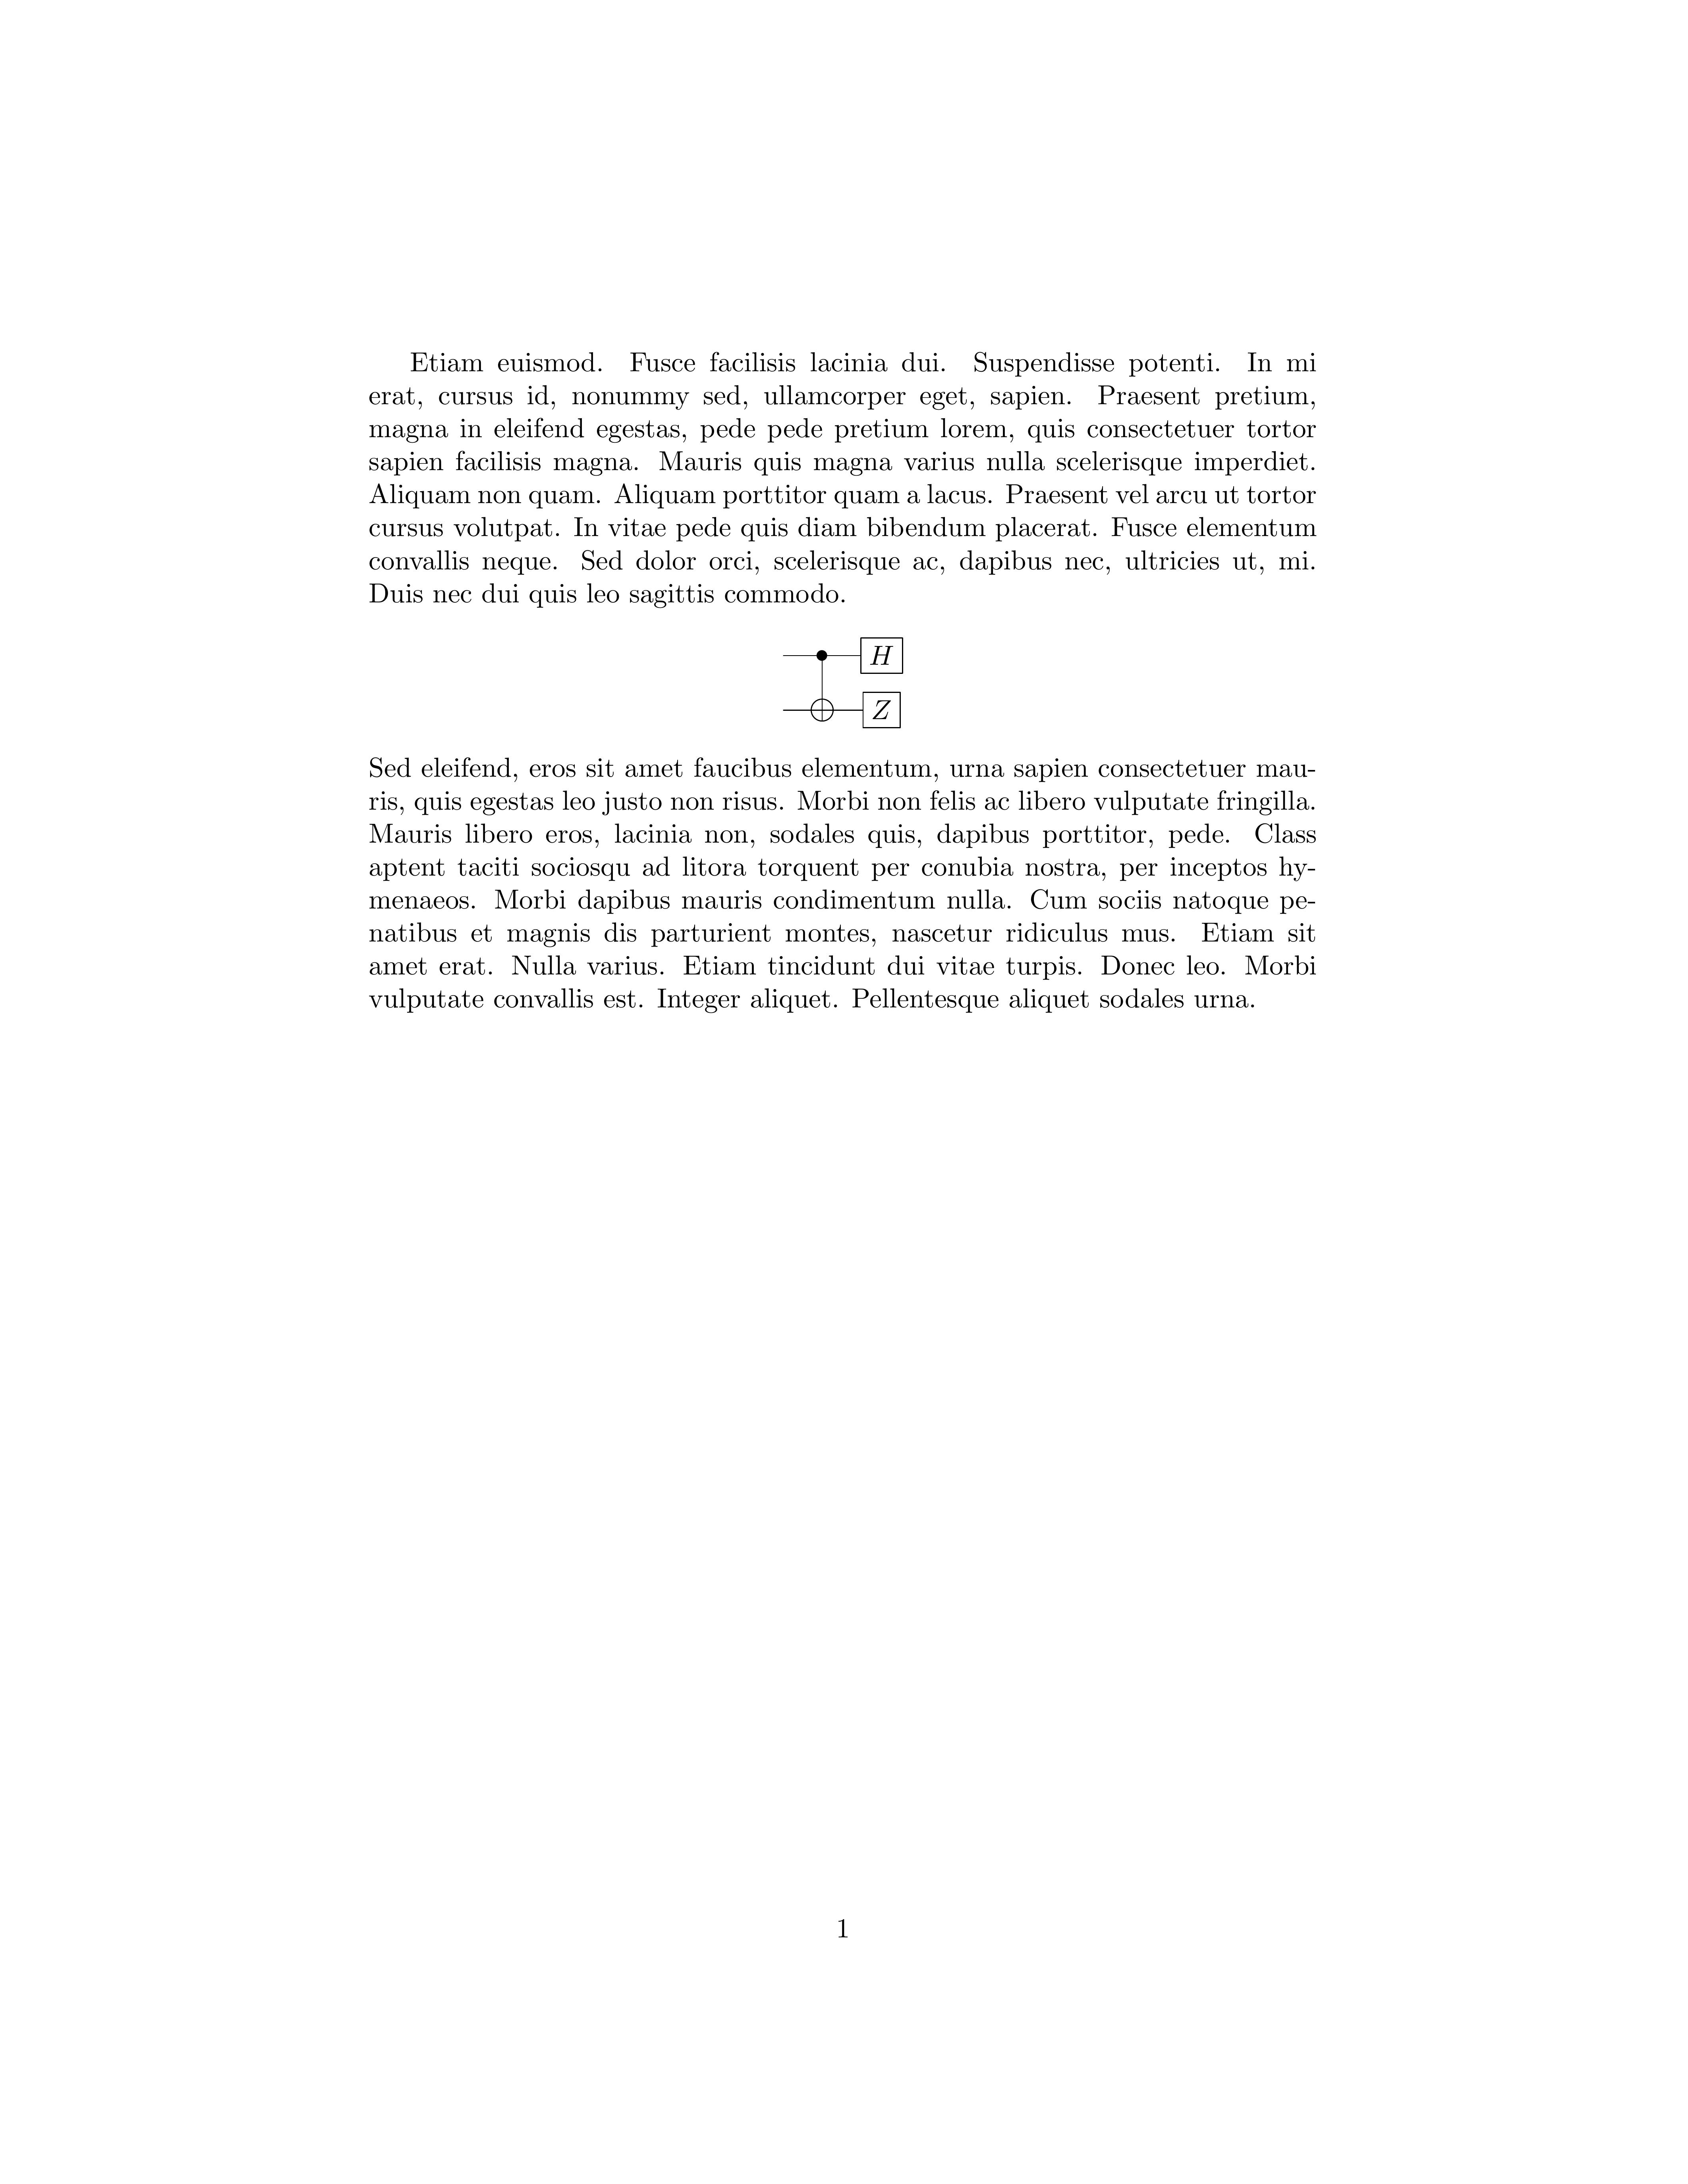 Etiam euismod. Fusce facilisis lacinia dui. Suspendisse potenti. In mi
erat, cursus id, nonummy sed, ullamcorper eget, sapien. Praesent pretium,
magna in eleifend egestas, pede pede pretium lorem, quis consectetuer tortor
sapien facilisis magna. Mauris quis magna varius nulla scelerisque imperdiet.
Aliquam non quam. Aliquam porttitor quam a lacus. Praesent vel arcu ut tortor
cursus volutpat. In vitae pede quis diam bibendum placerat. Fusce elementum
convallis neque. Sed dolor orci, scelerisque ac, dapibus nec, ultricies ut, mi.
Duis nec dui quis leo sagittis commodo.
H
Z
Sed eleifend, eros sit amet faucibus elementum, urna sapien consectetuer mau-
ris, quis egestas leo justo non risus. Morbi non felis ac libero vulputate fringilla.
Mauris libero eros, lacinia non, sodales quis, dapibus porttitor, pede. Class
aptent taciti sociosqu ad litora torquent per conubia nostra, per inceptos hy-
menaeos. Morbi dapibus mauris condimentum nulla. Cum sociis natoque pe-
natibus et magnis dis parturient montes, nascetur ridiculus mus. Etiam sit
amet erat. Nulla varius. Etiam tincidunt dui vitae turpis. Donec leo. Morbi
vulputate convallis est. Integer aliquet. Pellentesque aliquet sodales urna.
1